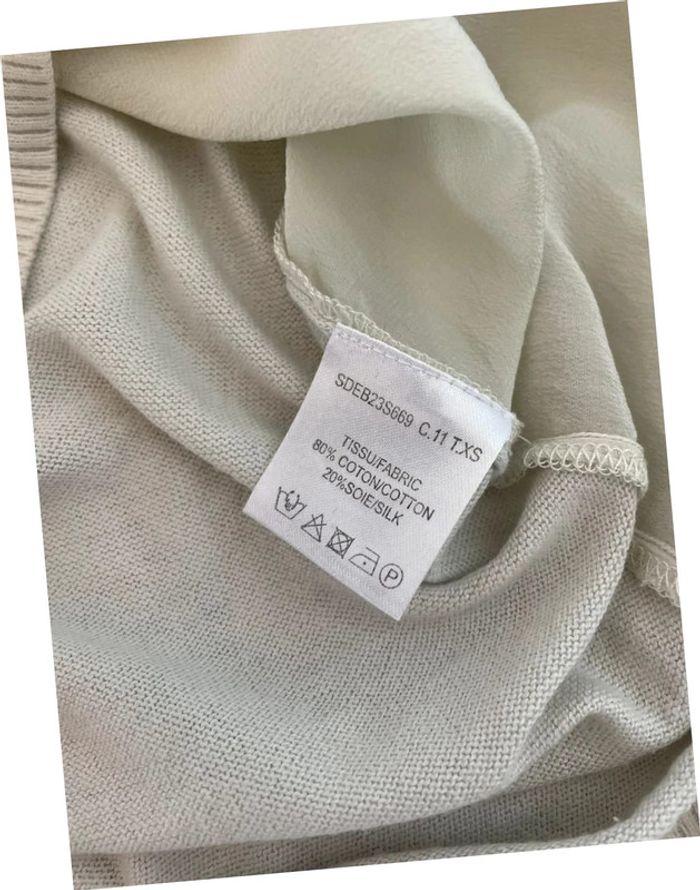 SDEB23S669 C.11 T.XS
TISSU/FABRIC
80% COTON/COTTON
20%SOIE/SILK
P